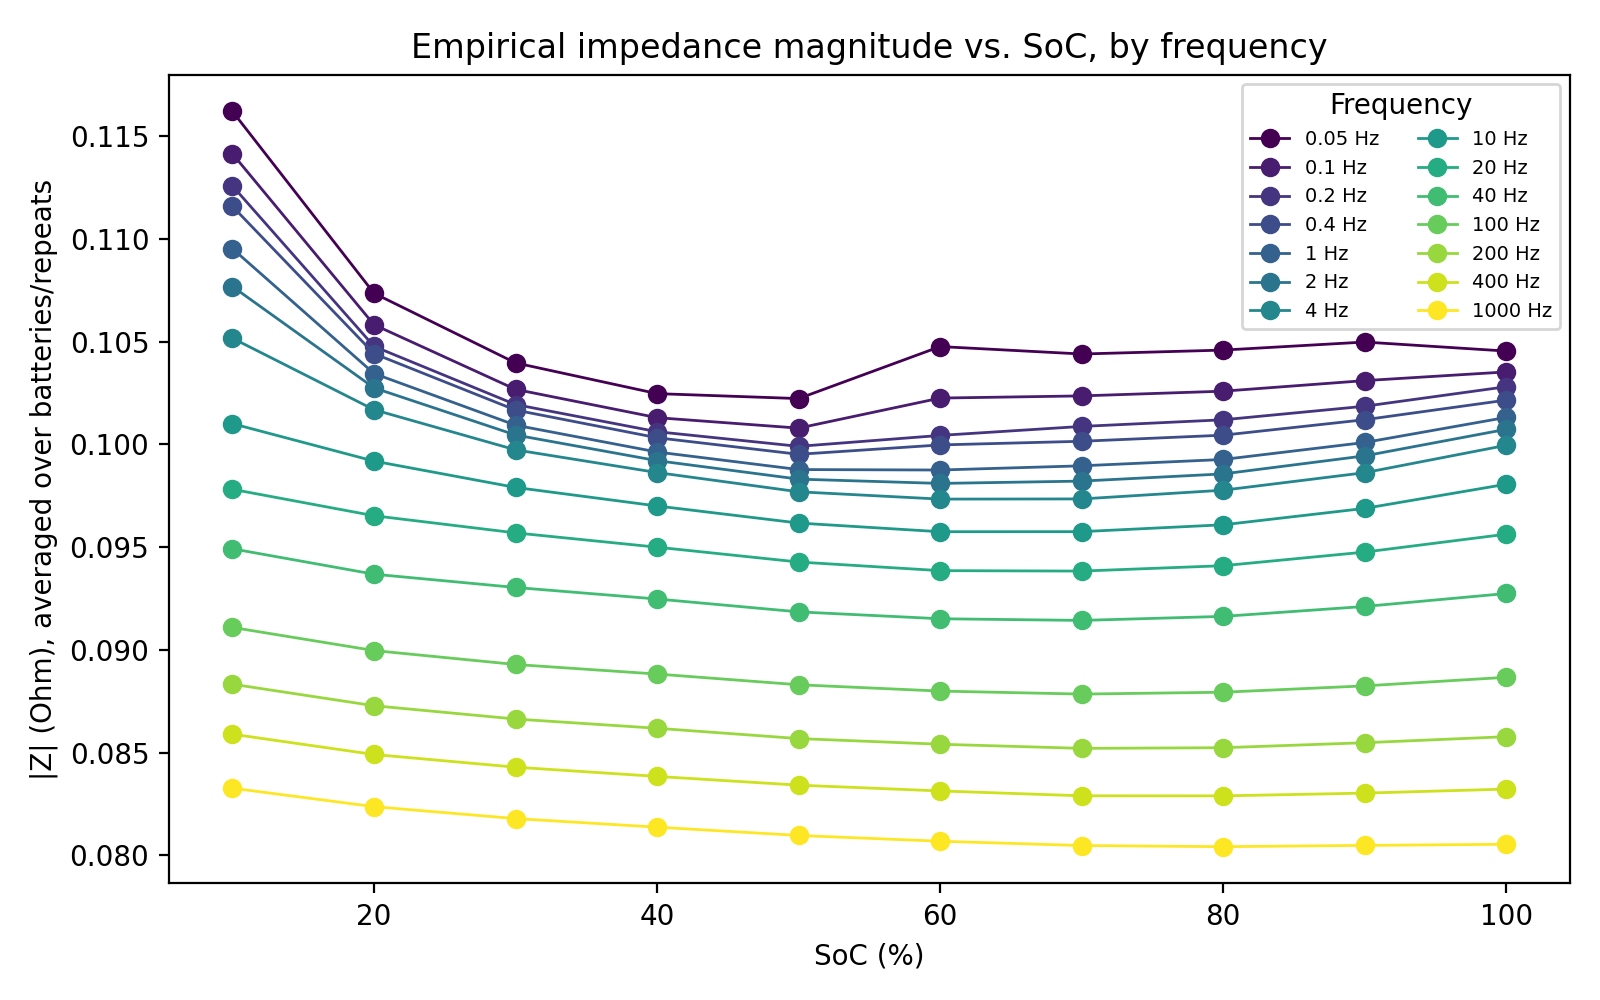 Empirical impedance magnitude vs. SoC, by frequency
|Z| (Ohm), averaged over batteries/repeats
0.115
0.110
0.105
0.100
0.095
0.090
0.085
0.080
Frequency
0.05 Hz
0.1 Hz
0.2 Hz
0.4 Hz
1 Hz
2 Hz
4 Hz
10 Hz
20 Hz
40 Hz
100 Hz
200 Hz
400 Hz
1000 Hz
20
40
60
80
100
SoC (%)